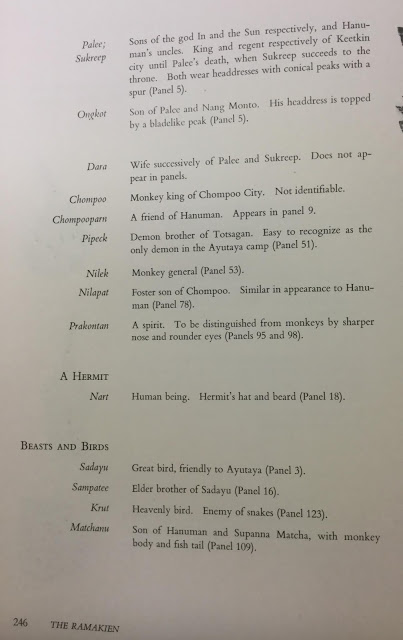 Palee; Sons of the god In and the Sun respectively, and Hanu-
Sukreep man's uncles. King and regent respectively of Keetkin
city until Palee's death, when Sukreep succeeds to the
throne. Both wear headdresses with conical peaks with a
spur (Panel 5).
Ongkot Son of Palee and Nang Monto. His headdress is topped
by a bladelike peak (Panel 5).
Dara Wife successively of Palee and Sukreep. Does not ap-
pear in panels.
Chompoo Monkey king of Chompoo City. Not identifiable.
Chompooparn A friend of Hanuman. Appears in panel 9.
Pipeck Demon brother of Totsagan. Easy to recognize as the
only demon in the Ayutaya camp (Panel 51).
Nilek Monkey general (Panel 53).
Nilapat Foster son of Chompoo. Similar in appearance to Hanu-
man (Panel 78).
Prakontan A spirit. To be distinguished from monkeys by sharper
nose and rounder eyes (Panels 95 and 98).
A HERMIT
Nart Human being. Hermit's hat and beard (Panel 18).
BEASTS AND BIRDS
Sadayu Great bird, friendly to Ayutaya (Panel 3).
Sampatee Elder brother of Sadayu (Panel 16).
Krut Heavenly bird. Enemy of snakes (Panel 123).
Matchanu Son of Hanuman and Supanna Matcha, with monkey
body and fish tail (Panel 109).
246 THE RAMAKIEN